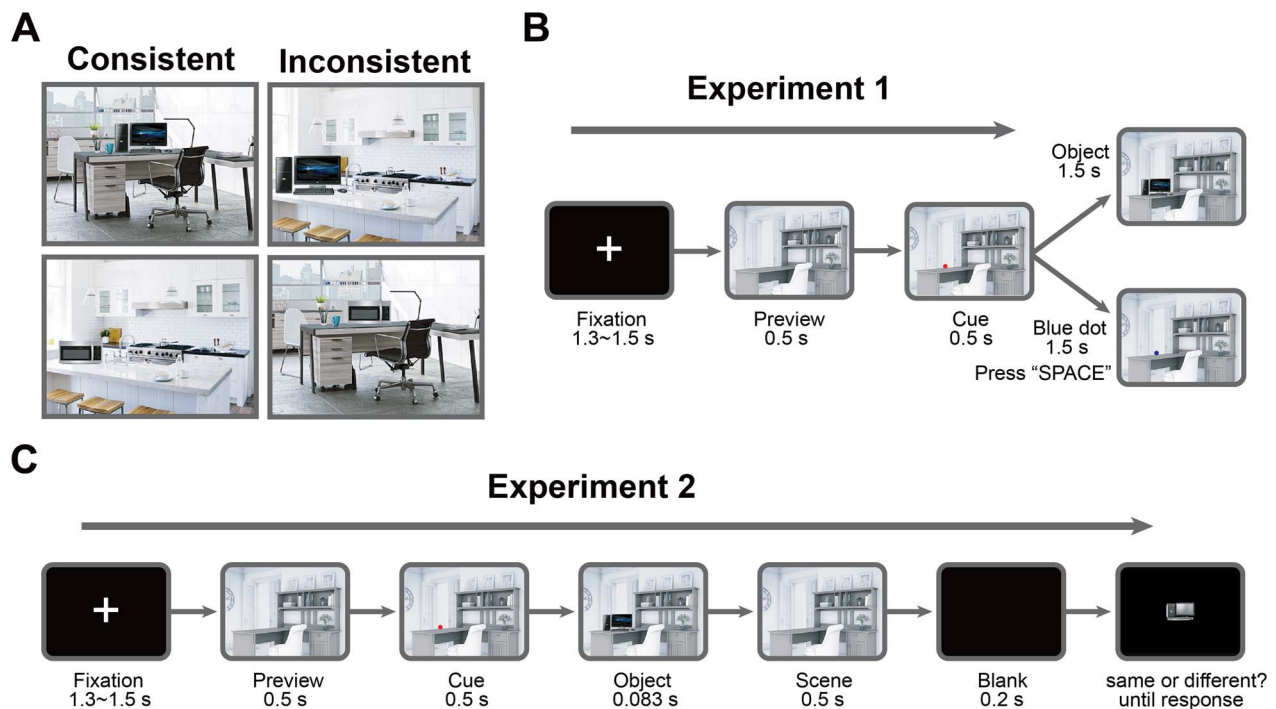 A
Consistent
Inconsistent
B
Experiment 1
Fixation
1.3~1.5 s
Preview
0.5 s
Cue
0.5 s
Object
1.5 s
Blue dot
1.5 s
Press “SPACE”
C
Experiment 2
Fixation
1.3~1.5 s
Preview
0.5 s
Cue
0.5 s
Object
0.083 s
Scene
0.5 s
Blank
0.2 s
same or different?
until response